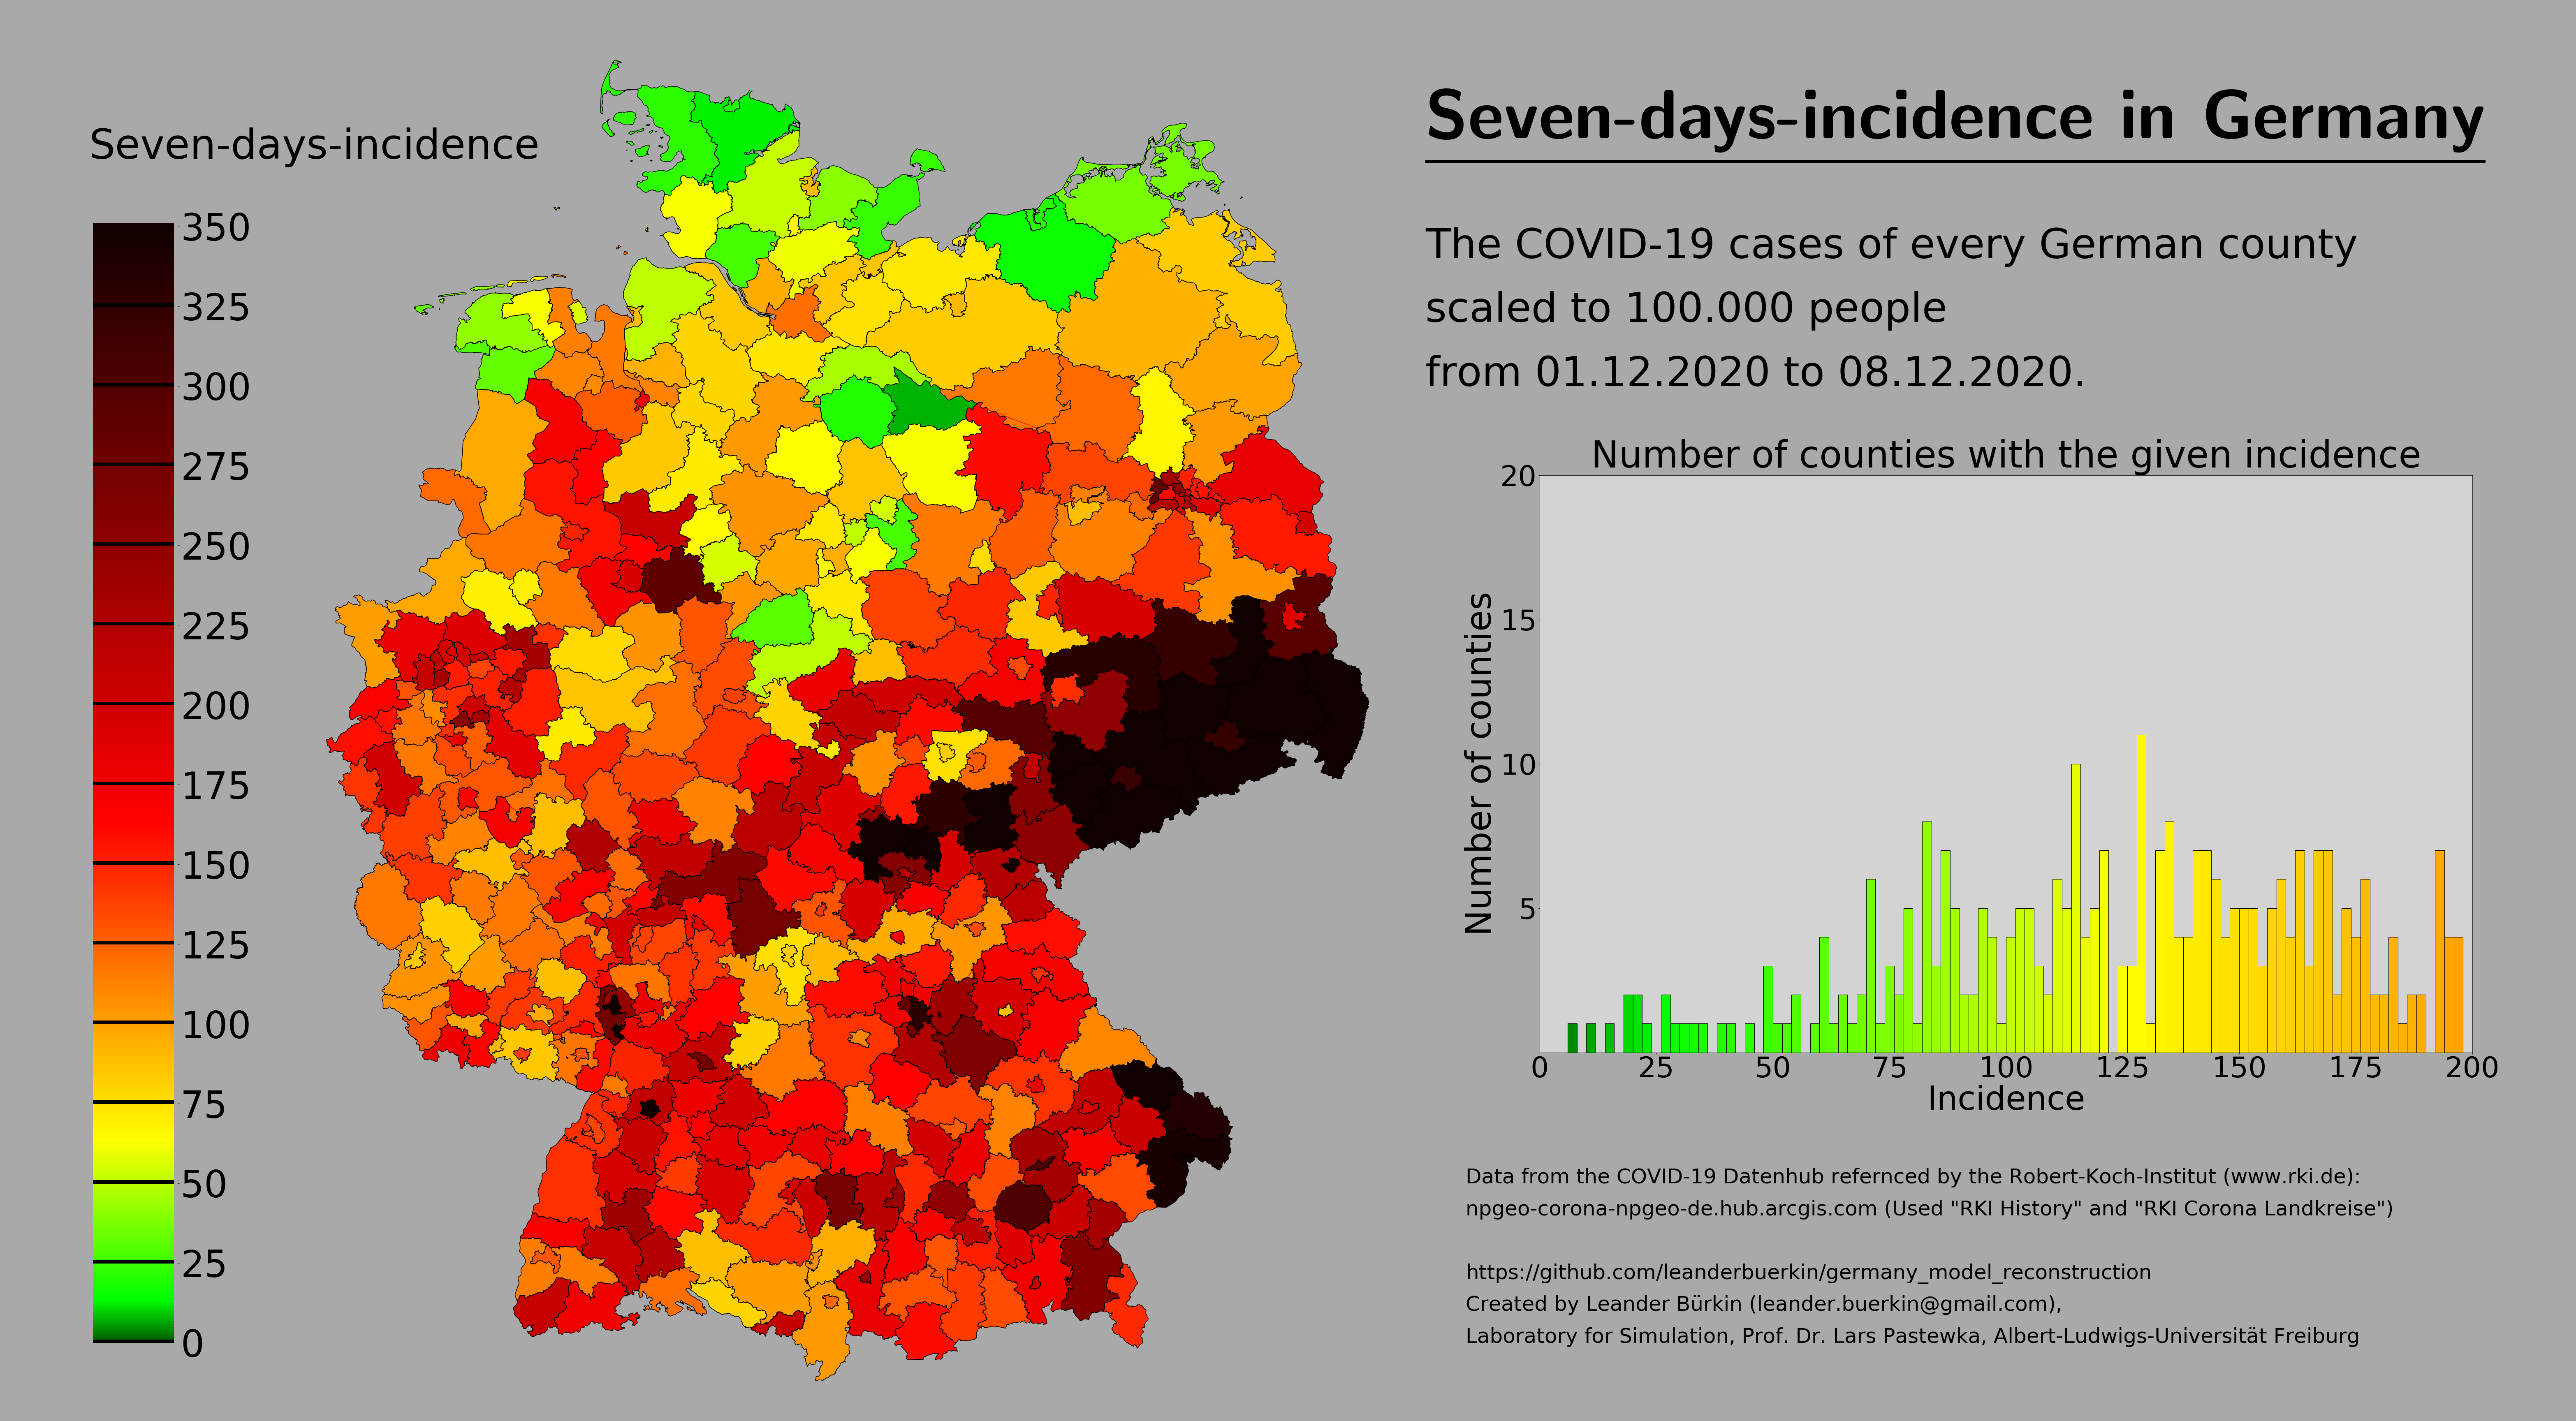 Seven-days-incidence
350
325
300
275
250
225
200
175
150
125
100
75
50
25
0
Seven-days-incidence in Germany
The COVID-19 cases of every German county
scaled to 100.000 people
from 01.12.2020 to 08.12.2020.
Number of counties with the given incidence
20
15
10
5
Number of counties
0 25 50 75 100 125 150 175 200
Incidence
Data from the COVID-19 Datenhub refernced by the Robert-Koch-Institut (www.rki.de):
npgeo-corona-npgeo-de.hub.arcgis.com (Used "RKI History" and "RKI Corona Landkreise")
https://github.com/leanderbuerkin/germany_model_reconstruction
Created by Leander Bürkin (leander.buerkin@gmail.com),
Laboratory for Simulation, Prof. Dr. Lars Pastewka, Albert-Ludwigs-Universität Freiburg